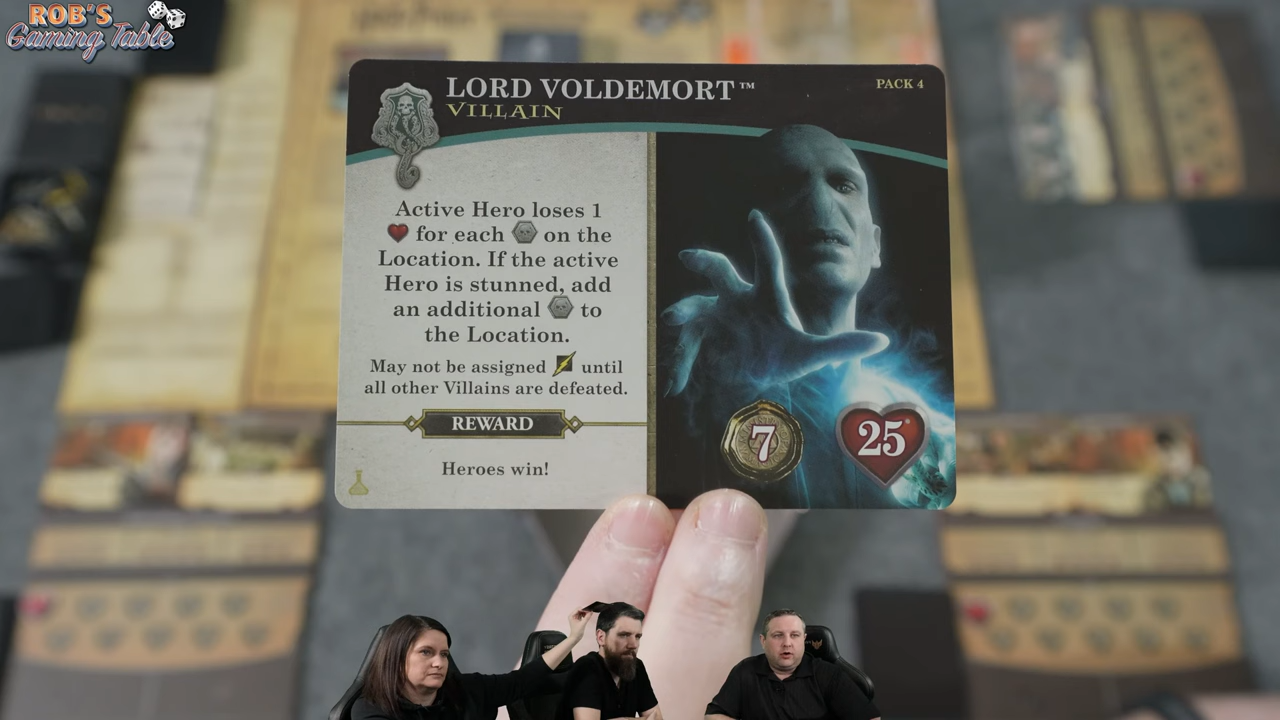 ROB'S
Gaming Table
LORD VOLDEMORT™
VILLAIN
PACK 4
Active Hero loses 1
for each on the
Location. If the active
Hero is stunned, add
an additional to
the Location.
May not be assigned until
all other Villains are defeated.
REWARD
Heroes win!
7
25*